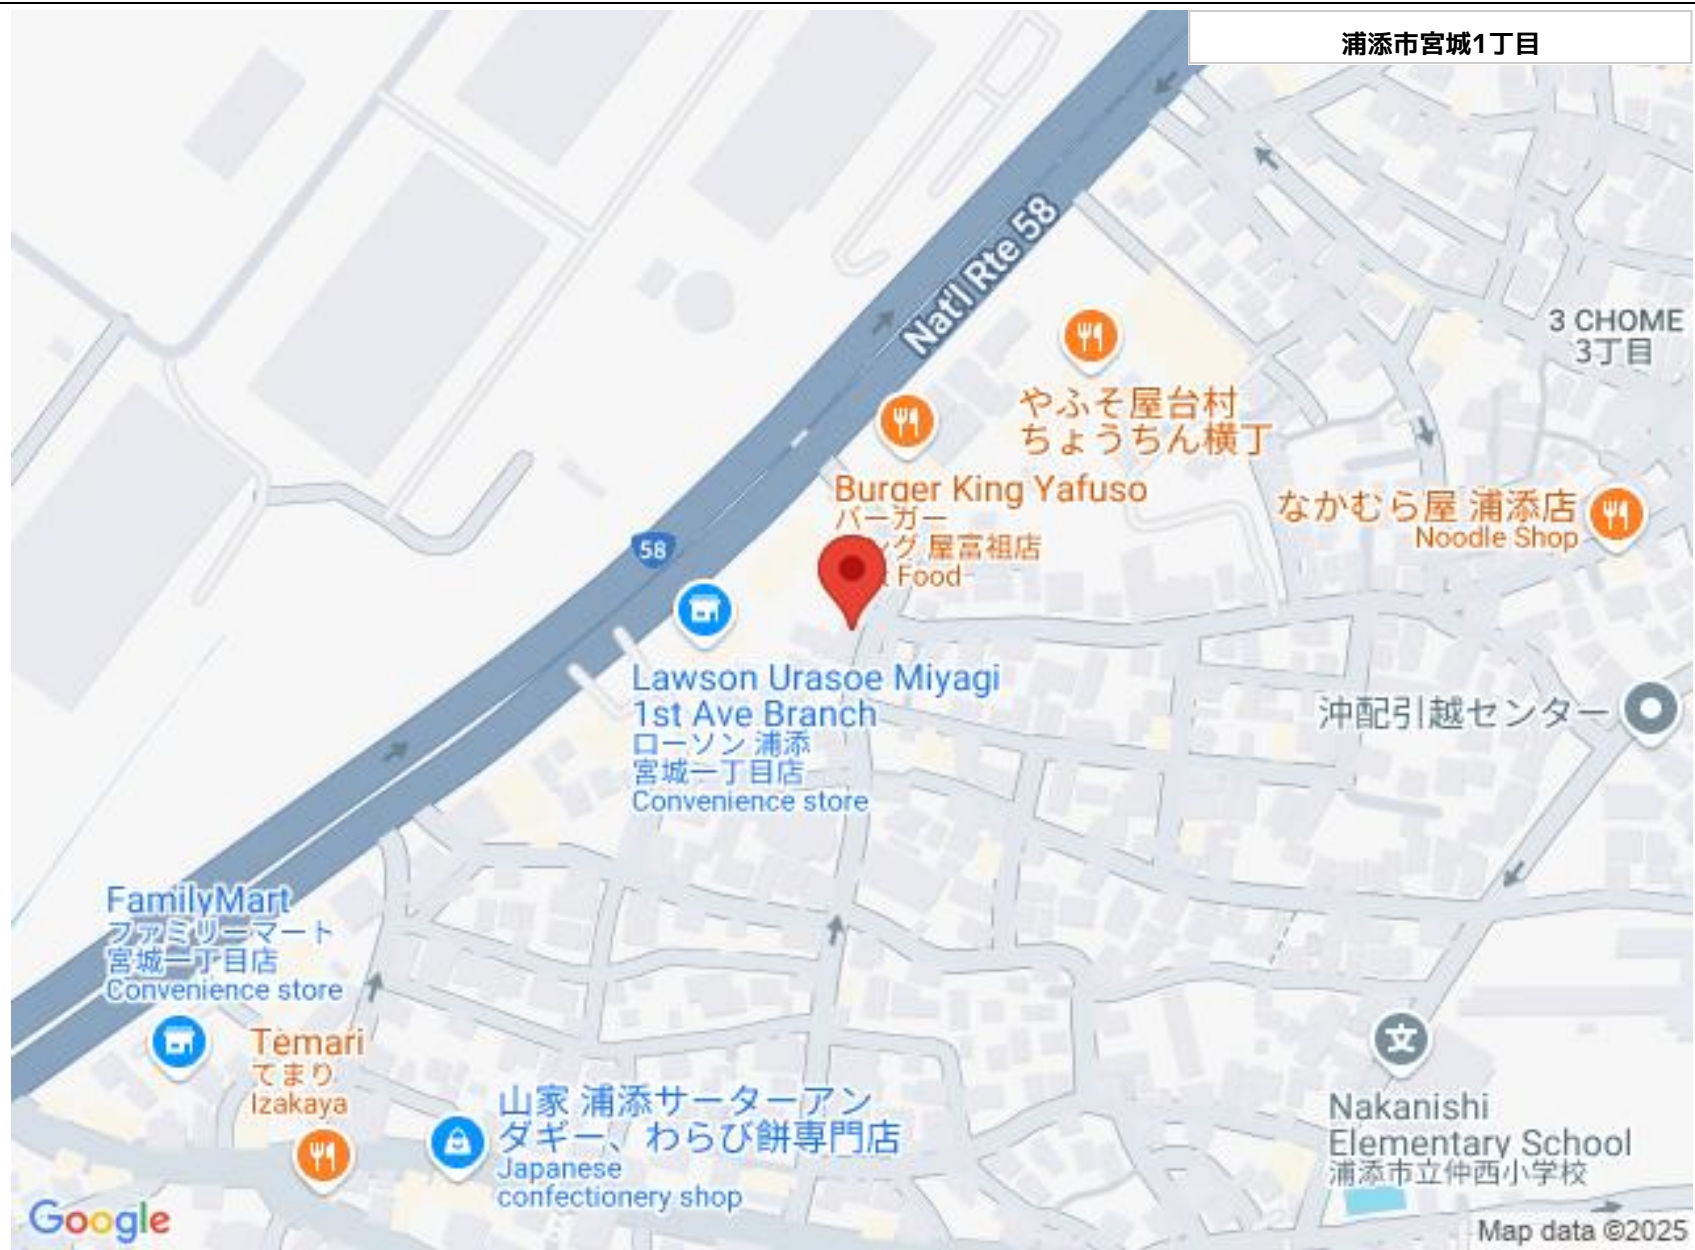 浦添市宮城1丁目
Nat'l Rte 58
3 CHOME
3丁目
やふそ屋台村
ちょうちん横丁
Burger King Yafuso
バーガー
グ 屋富祖店
Food
なかむら屋 浦添店
Noodle Shop
58
Lawson Urasoe Miyagi
1st Ave Branch
ローソン 浦添
宮城一丁目店
Convenience store
沖配引越センター
FamilyMart
ファミリーマート
宮城一丁目店
Convenience store
Temari
てまり
Izakaya
山家 浦添サーターアン
ダギー、わらび餅専門店
Japanese
confectionery shop
文
Nakanishi
Elementary School
浦添市立仲西小学校
Google
Map data ©2025